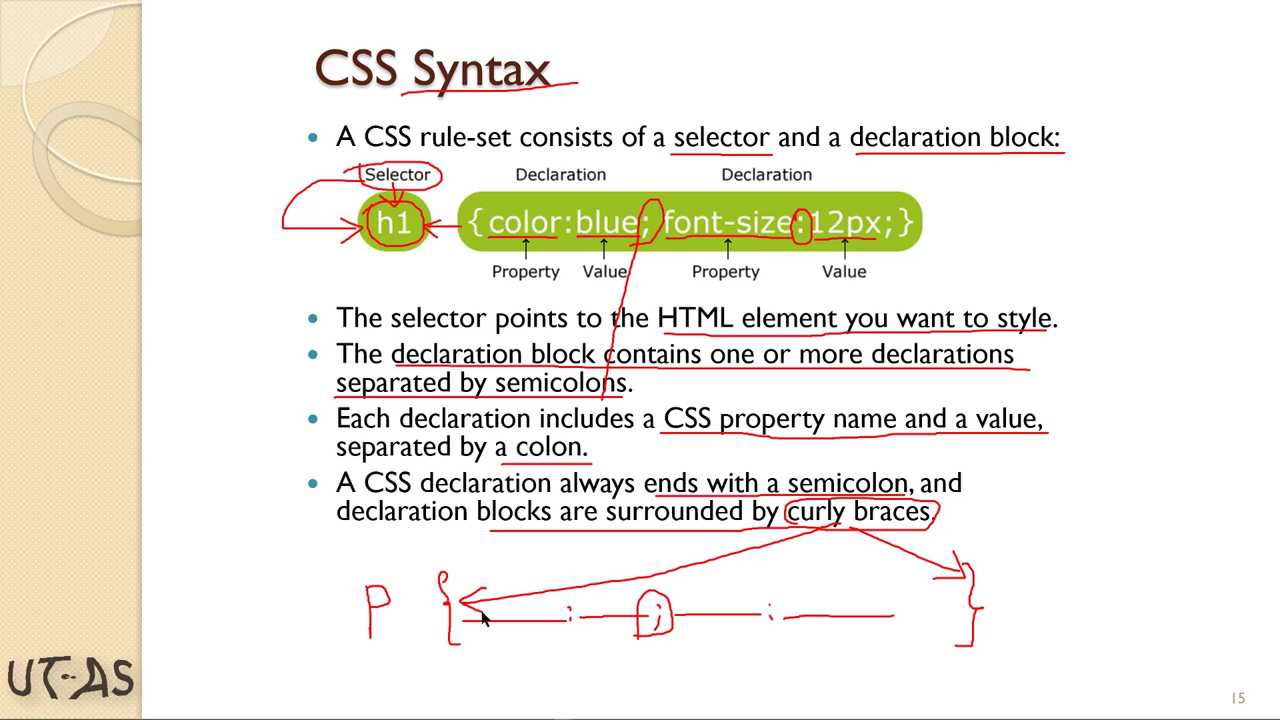 CSS Syntax
A CSS rule-set consists of a selector and a declaration block:
Selector Declaration Declaration
h1 {color:blue; font-size:12px;}
Property Value Property Value
The selector points to the HTML element you want to style.
The declaration block contains one or more declarations
separated by semicolons.
Each declaration includes a CSS property name and a value,
separated by a colon.
A CSS declaration always ends with a semicolon, and
declaration blocks are surrounded by curly braces.
P { : ; : }
UTAS
15